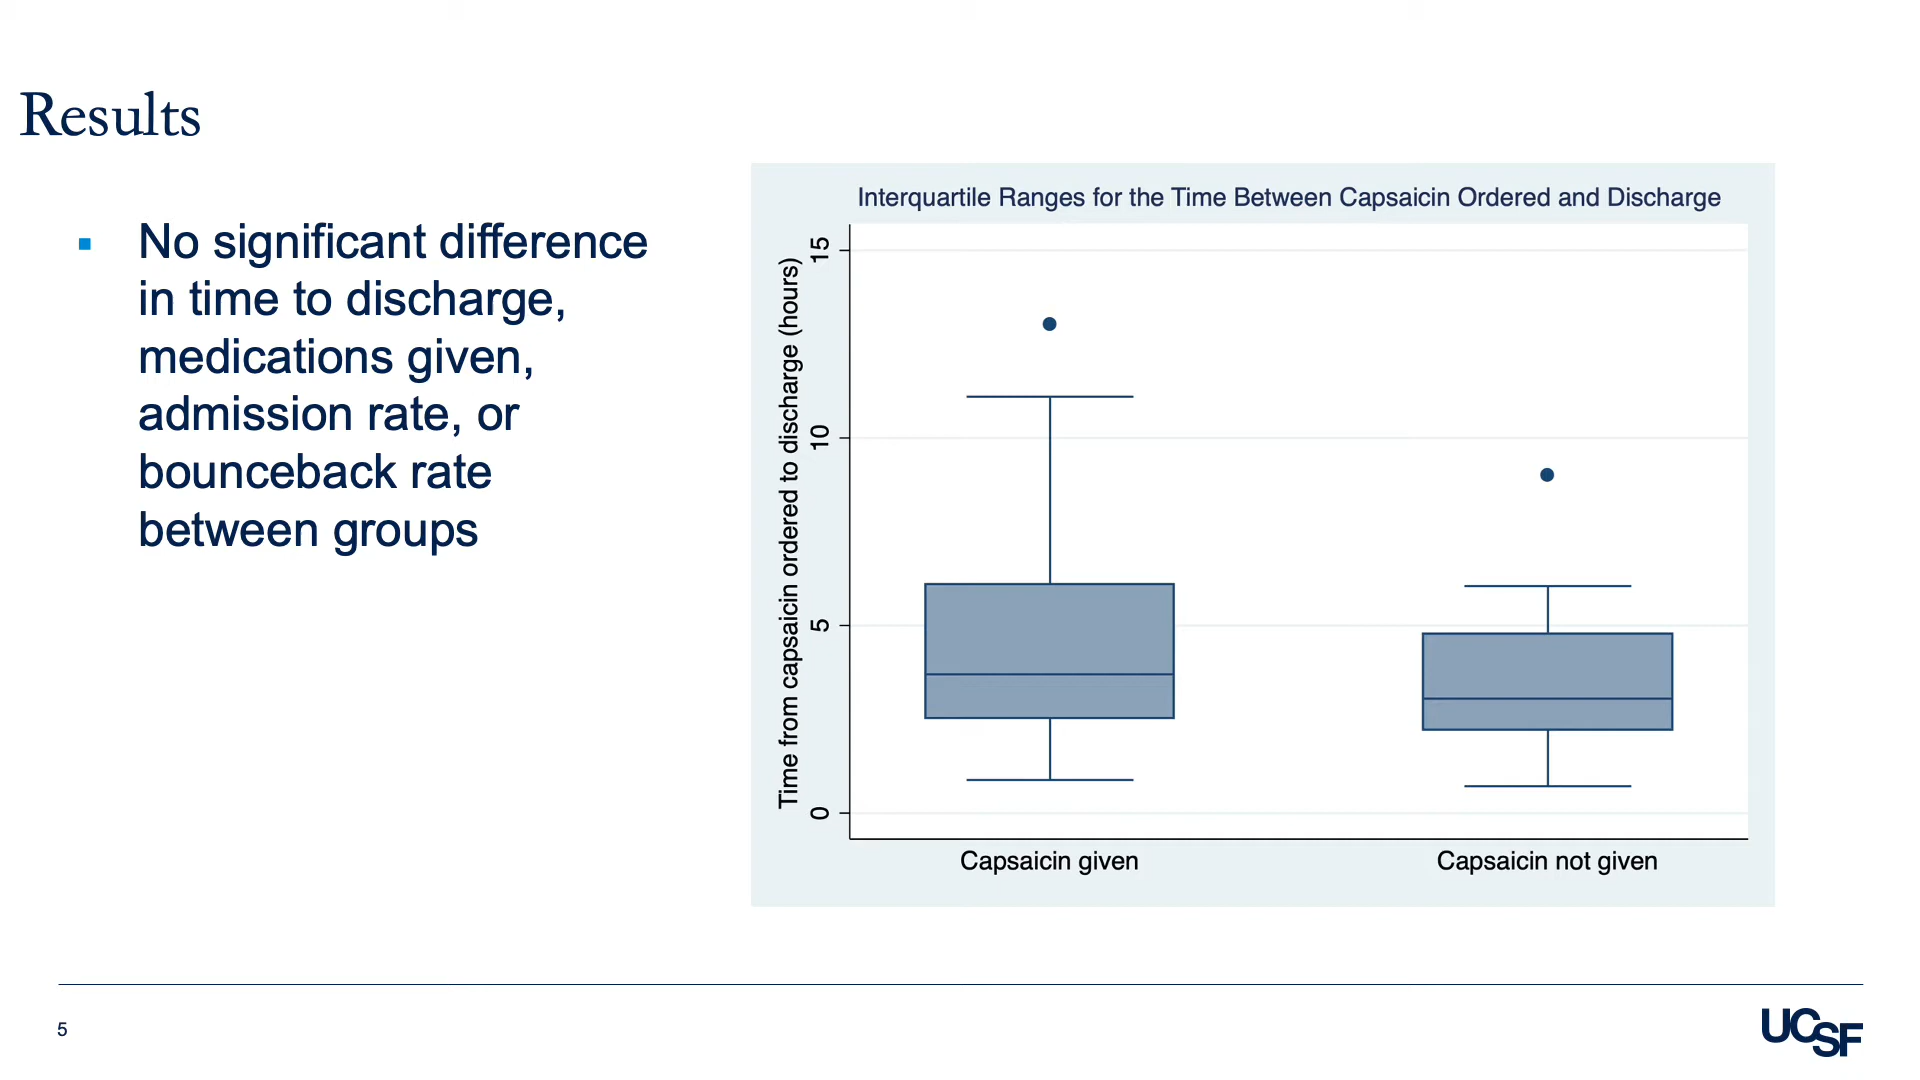 Results
▪ No significant difference
in time to discharge,
medications given,
admission rate, or
bounceback rate
between groups
Interquartile Ranges for the Time Between Capsaicin Ordered and Discharge
Time from capsaicin ordered to discharge (hours)
15
10
5
0
Capsaicin given
Capsaicin not given
5
UCSF